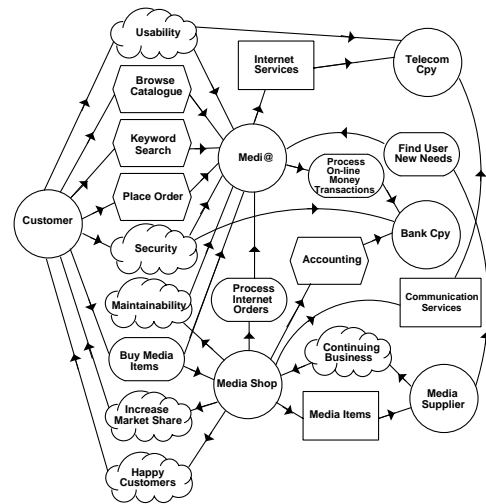 Usability
Internet
Services
Telecom
Cpy
Browse
Catalogue
Keyword
Search
Medi@
Find User
New Needs
Process
On-line
Money
Transactions
Place Order
Customer
Bank Cpy
Security
Accounting
Maintainability
Process
Internet
Orders
Communication
Services
Buy Media
Items
Continuing
Business
Media Shop
Media
Supplier
Increase
Market Share
Media Items
Happy
Customers